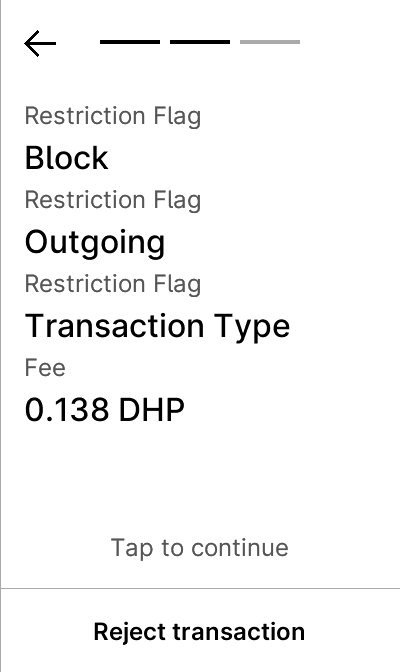 Restriction Flag
Block
Restriction Flag
Outgoing
Restriction Flag
Transaction Type
Fee
0.138 DHP
Tap to continue
Reject transaction